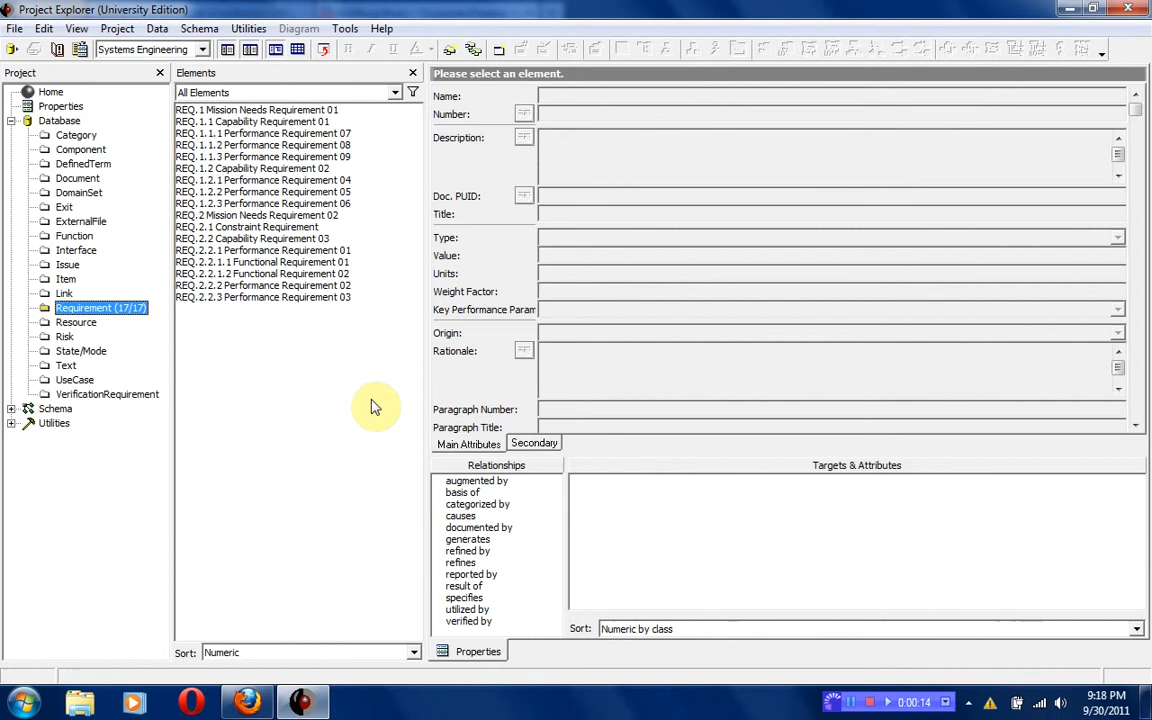 Project Explorer (University Edition)
File Edit View Project Data Schema Utilities Diagram Tools Help
Systems Engineering
B I U A
Project
Home
Properties
Database
Category
Component
DefinedTerm
Document
DomainSet
Exit
ExternalFile
Function
Interface
Issue
Item
Link
Requirement (17/17)
Resource
Risk
State/Mode
Text
UseCase
VerificationRequirement
Schema
Utilities
Elements
All Elements
REQ.1 Mission Needs Requirement 01
REQ.1.1 Capability Requirement 01
REQ.1.1.1 Performance Requirement 07
REQ.1.1.2 Performance Requirement 08
REQ.1.1.3 Performance Requirement 09
REQ.1.2 Capability Requirement 02
REQ.1.2.1 Performance Requirement 04
REQ.1.2.2 Performance Requirement 05
REQ.1.2.3 Performance Requirement 06
REQ.2 Mission Needs Requirement 02
REQ.2.1 Constraint Requirement
REQ.2.2 Capability Requirement 03
REQ.2.2.1 Performance Requirement 01
REQ.2.2.1.1 Functional Requirement 01
REQ.2.2.1.2 Functional Requirement 02
REQ.2.2.2 Performance Requirement 02
REQ.2.2.3 Performance Requirement 03
Sort: Numeric
Please select an element.
Name:
Number:
Description:
Doc. PUID:
Title:
Type:
Value:
Units:
Weight Factor:
Key Performance Param
Origin:
Rationale:
Paragraph Number:
Paragraph Title:
Main Attributes Secondary
Relationships
augmented by
basis of
categorized by
causes
documented by
generates
refined by
refines
reported by
result of
specifies
utilized by
verified by
Targets & Attributes
Sort: Numeric by class
Properties
0:00:14
9:18 PM
9/30/2011